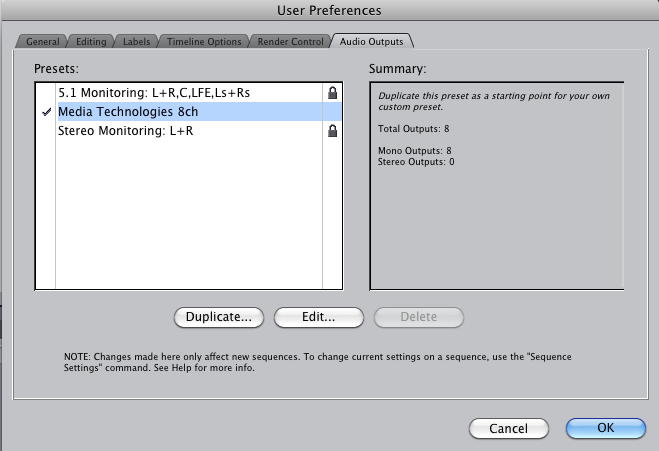 User Preferences
General Editing Labels Timeline Options Render Control Audio Outputs
Presets:
5.1 Monitoring: L+R,C,LFE,Ls+Rs
Media Technologies 8ch
Stereo Monitoring: L+R
Summary:
Duplicate this preset as a starting point for your own
custom preset.
Total Outputs: 8
Mono Outputs: 8
Stereo Outputs: 0
Duplicate... Edit... Delete
NOTE: Changes made here only affect new sequences. To change current settings on a sequence, use the "Sequence
Settings" command. See Help for more info.
Cancel OK